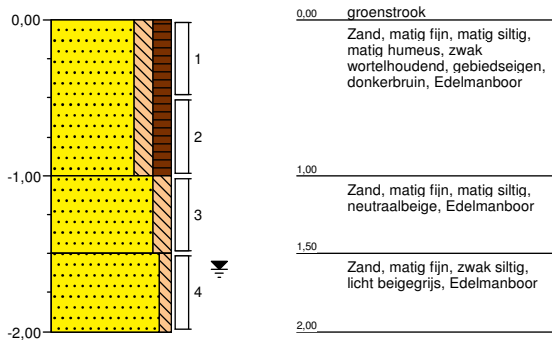 0,00
1
2
-1,00
3
4
-2,00
0,00
groenstrook
Zand, matig fijn, matig siltig,
matig humeus, zwak
wortelhoudend, gebiedseigen,
donkerbruin, Edelmanboor
1,00
Zand, matig fijn, matig siltig,
neutraalbeige, Edelmanboor
1,50
Zand, matig fijn, zwak siltig,
licht beigegrijs, Edelmanboor
2,00